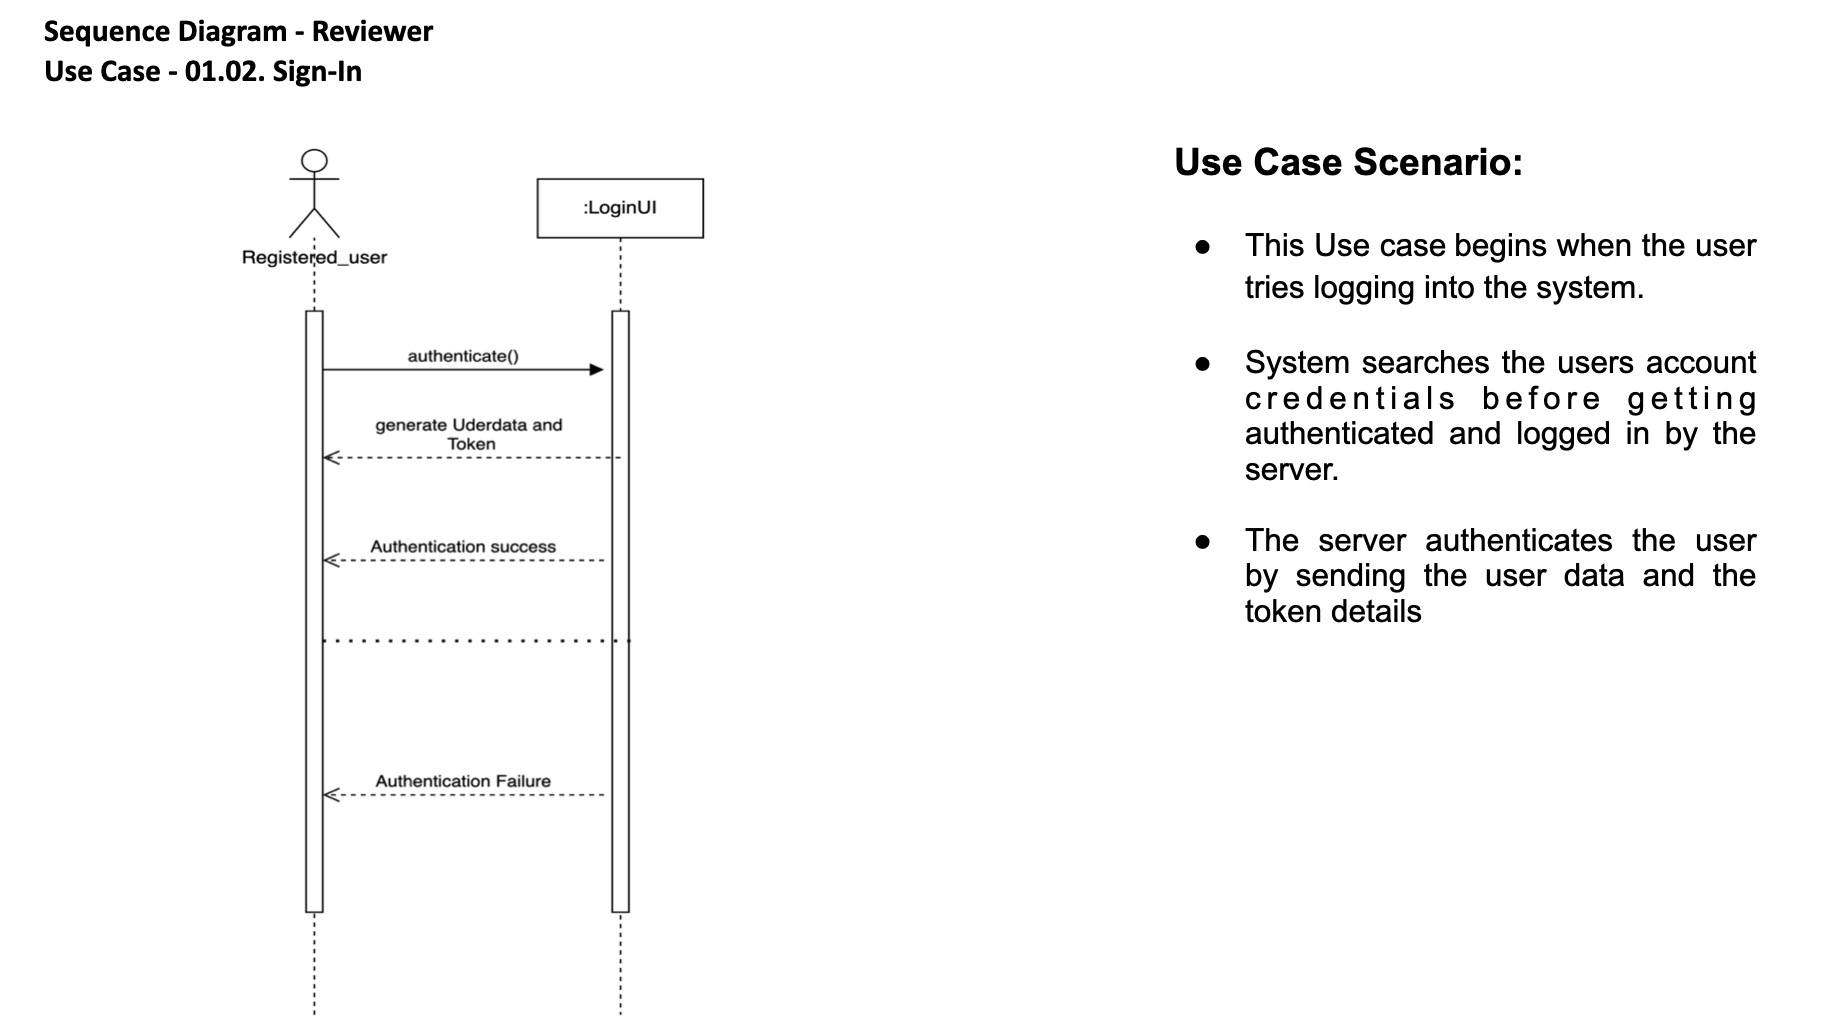 Sequence Diagram - Reviewer
Use Case - 01.02. Sign-In
:LoginUI
Registered_user
authenticate()
generate Uderdata and
Token
Authentication success
Authentication Failure
Use Case Scenario:
● This Use case begins when the user
tries logging into the system.
● System searches the users account
credentials before getting
authenticated and logged in by the
server.
● The server authenticates the user
by sending the user data and the
token details